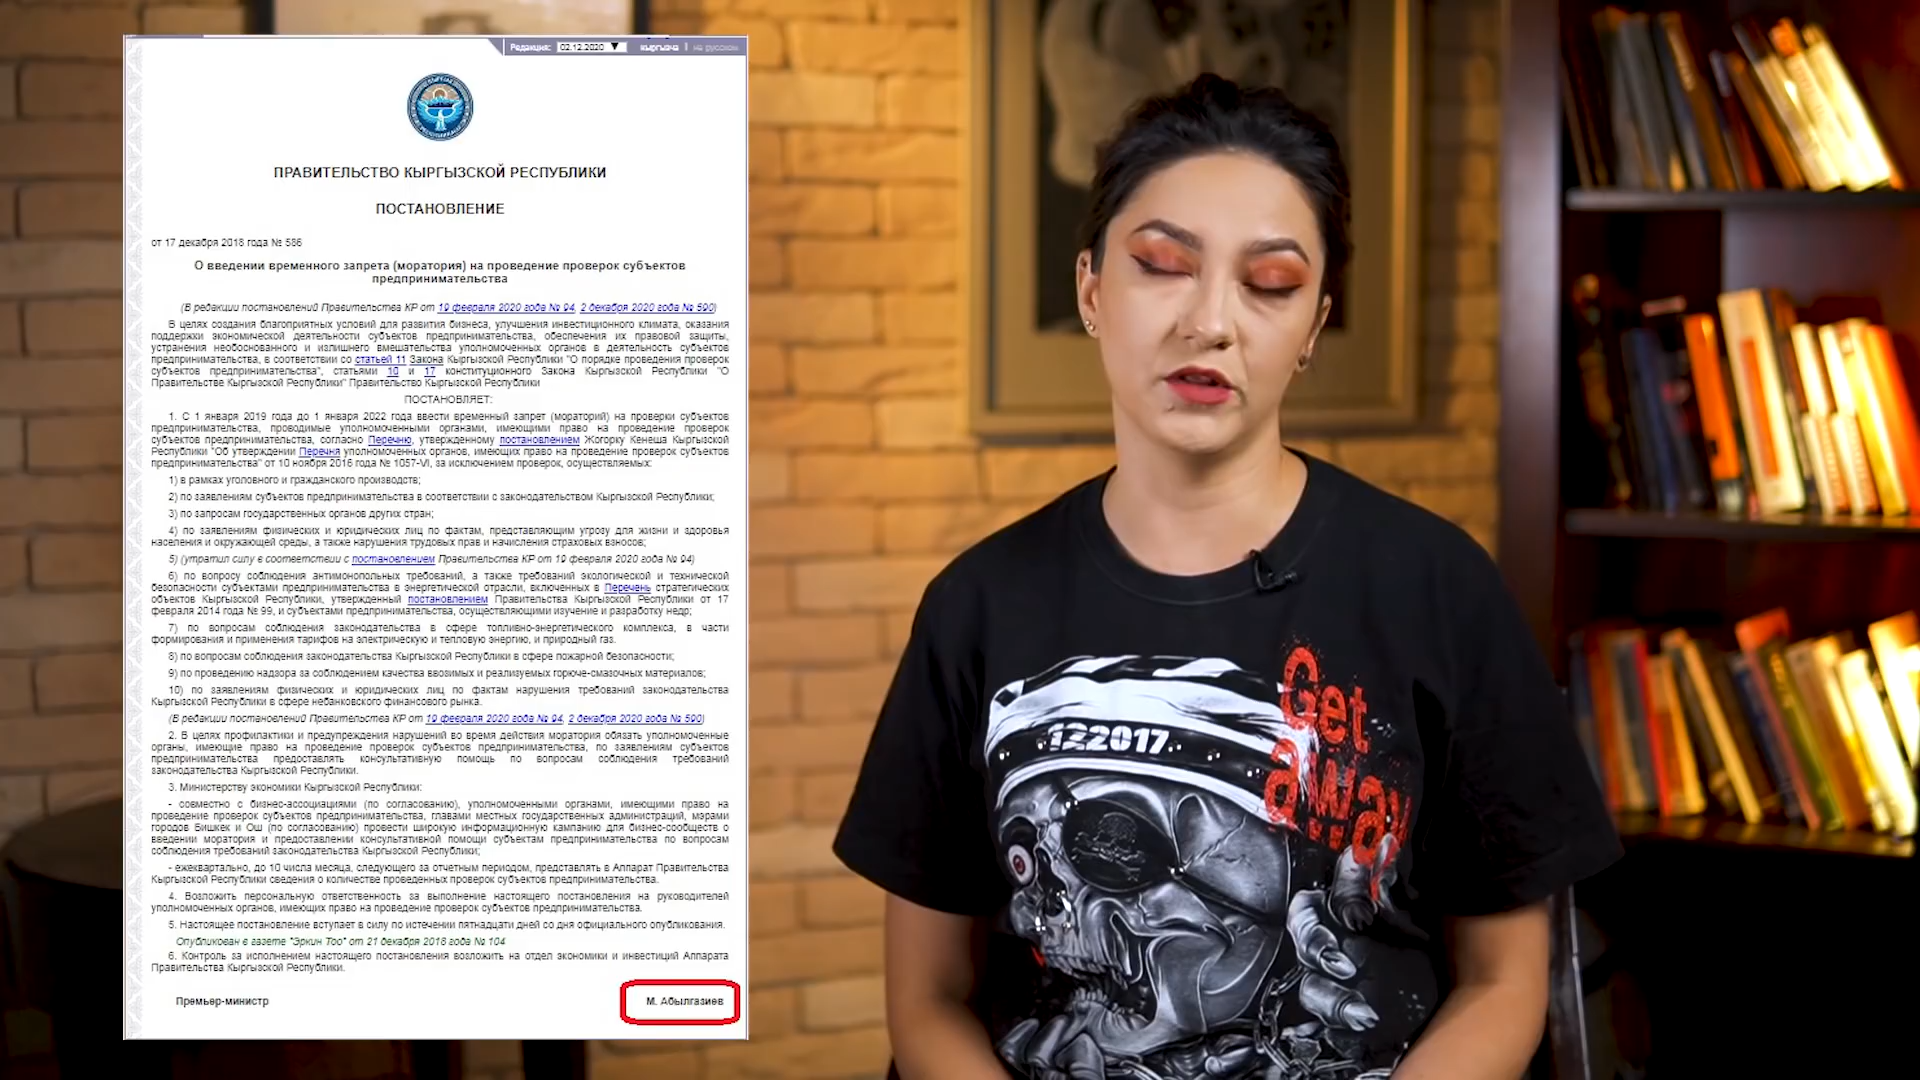 Редакция: 02.12.2020 ▼ кыргызча | на русском
ПРАВИТЕЛЬСТВО КЫРГЫЗСКОЙ РЕСПУБЛИКИ
ПОСТАНОВЛЕНИЕ
от 17 декабря 2018 года № 586
О введении временного запрета (моратория) на проведение проверок субъектов
предпринимательства
(В редакции постановлений Правительства КР от 19 февраля 2020 года № 94, 2 декабря 2020 года № 590)
В целях создания благоприятных условий для развития бизнеса, улучшения инвестиционного климата, оказания
поддержки экономической деятельности субъектов предпринимательства, обеспечения их правовой защиты,
устранения необоснованного и излишнего вмешательства уполномоченных органов в деятельность субъектов
предпринимательства, в соответствии со статьей 11 Закона Кыргызской Республики "О порядке проведения проверок
субъектов предпринимательства", статьями 10 и 17 конституционного Закона Кыргызской Республики "О
Правительстве Кыргызской Республики" Правительство Кыргызской Республики
ПОСТАНОВЛЯЕТ:
1. С 1 января 2019 года до 1 января 2022 года ввести временный запрет (мораторий) на проверки субъектов
предпринимательства, проводимые уполномоченными органами, имеющими право на проведение проверок
субъектов предпринимательства, согласно Перечню, утвержденному постановлением Жогорку Кенеша Кыргызской
Республики "Об утверждении Перечня уполномоченных органов, имеющих право на проведение проверок субъектов
предпринимательства" от 10 ноября 2016 года № 1057-VI, за исключением проверок, осуществляемых:
1) в рамках уголовного и гражданского производств;
2) по заявлениям субъектов предпринимательства в соответствии с законодательством Кыргызской Республики;
3) по запросам государственных органов других стран;
4) по заявлениям физических и юридических лиц по фактам, представляющим угрозу для жизни и здоровья
населения и окружающей среды, а также нарушения трудовых прав и начисления страховых взносов;
5) (утратил силу в соответствии с постановлением Правительства КР от 19 февраля 2020 года № 94)
6) по вопросу соблюдения антимонопольных требований, а также требований экологической и технической
безопасности субъектами предпринимательства в энергетической отрасли, включенных в Перечень стратегических
объектов Кыргызской Республики, утвержденный постановлением Правительства Кыргызской Республики от 17
февраля 2014 года № 99, и субъектами предпринимательства, осуществляющими изучение и разработку недр;
7) по вопросам соблюдения законодательства в сфере топливно-энергетического комплекса, в части
формирования и применения тарифов на электрическую и тепловую энергию, и природный газ.
8) по вопросам соблюдения законодательства Кыргызской Республики в сфере пожарной безопасности;
9) по проведению надзора за соблюдением качества ввозимых и реализуемых горюче-смазочных материалов;
10) по заявлениям физических и юридических лиц по фактам нарушения требований законодательства
Кыргызской Республики в сфере небанковского финансового рынка.
(В редакции постановлений Правительства КР от 19 февраля 2020 года № 94, 2 декабря 2020 года № 590)
2. В целях профилактики и предупреждения нарушений во время действия моратория обязать уполномоченные
органы, имеющие право на проведение проверок субъектов предпринимательства, по заявлениям субъектов
предпринимательства предоставлять консультативную помощь по вопросам соблюдения требований
законодательства Кыргызской Республики.
3. Министерству экономики Кыргызской Республики:
- совместно с бизнес-ассоциациями (по согласованию), уполномоченными органами, имеющими право на
проведение проверок субъектов предпринимательства, главами местных государственных администраций, мэрами
городов Бишкек и Ош (по согласованию) провести широкую информационную кампанию для бизнес-сообществ о
введении моратория и предоставлении консультативной помощи субъектам предпринимательства по вопросам
соблюдения требований законодательства Кыргызской Республики;
- ежеквартально, до 10 числа месяца, следующего за отчетным периодом, представлять в Аппарат Правительства
Кыргызской Республики сведения о количестве проведенных проверок субъектов предпринимательства.
4. Возложить персональную ответственность за выполнение настоящего постановления на руководителей
уполномоченных органов, имеющих право на проведение проверок субъектов предпринимательства.
5. Настоящее постановление вступает в силу по истечении пятнадцати дней со дня официального опубликования.
Опубликован в газете "Эркин Тоо" от 21 декабря 2018 года № 104
6. Контроль за исполнением настоящего постановления возложить на отдел экономики и инвестиций Аппарата
Правительства Кыргызской Республики.
Премьер-министр М. Абылгазиев
Get
away
122017